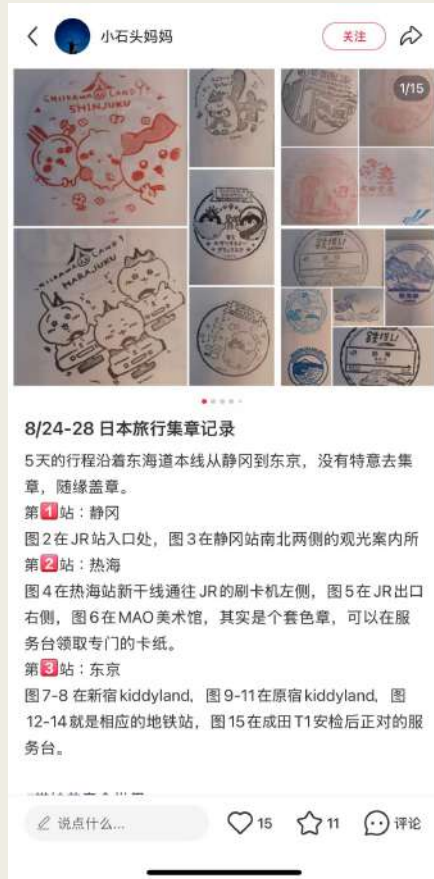 小石头妈妈
关注
1/15
CHIIKAWA LAND
SHINJUKU
CHIIKAWA LAND
HARAJUKU
8/24-28 日本旅行集章记录
5天的行程沿着东海道本线从静冈到东京，没有特意去集
章，随缘盖章。
第1站：静冈
图2在JR站入口处，图3在静冈站南北两侧的观光案内所
第2站：热海
图4在热海站新干线通往JR的刷卡机左侧，图5在JR出口
右侧，图6在MAO美术馆，其实是个套色章，可以在服
务台领取专门的卡纸。
第3站：东京
图7-8 在新宿kiddyland，图9-11在原宿kiddyland，图
12-14就是相应的地铁站，图15在成田T1安检后正对的服
务台。
说点什么...
15
11
评论